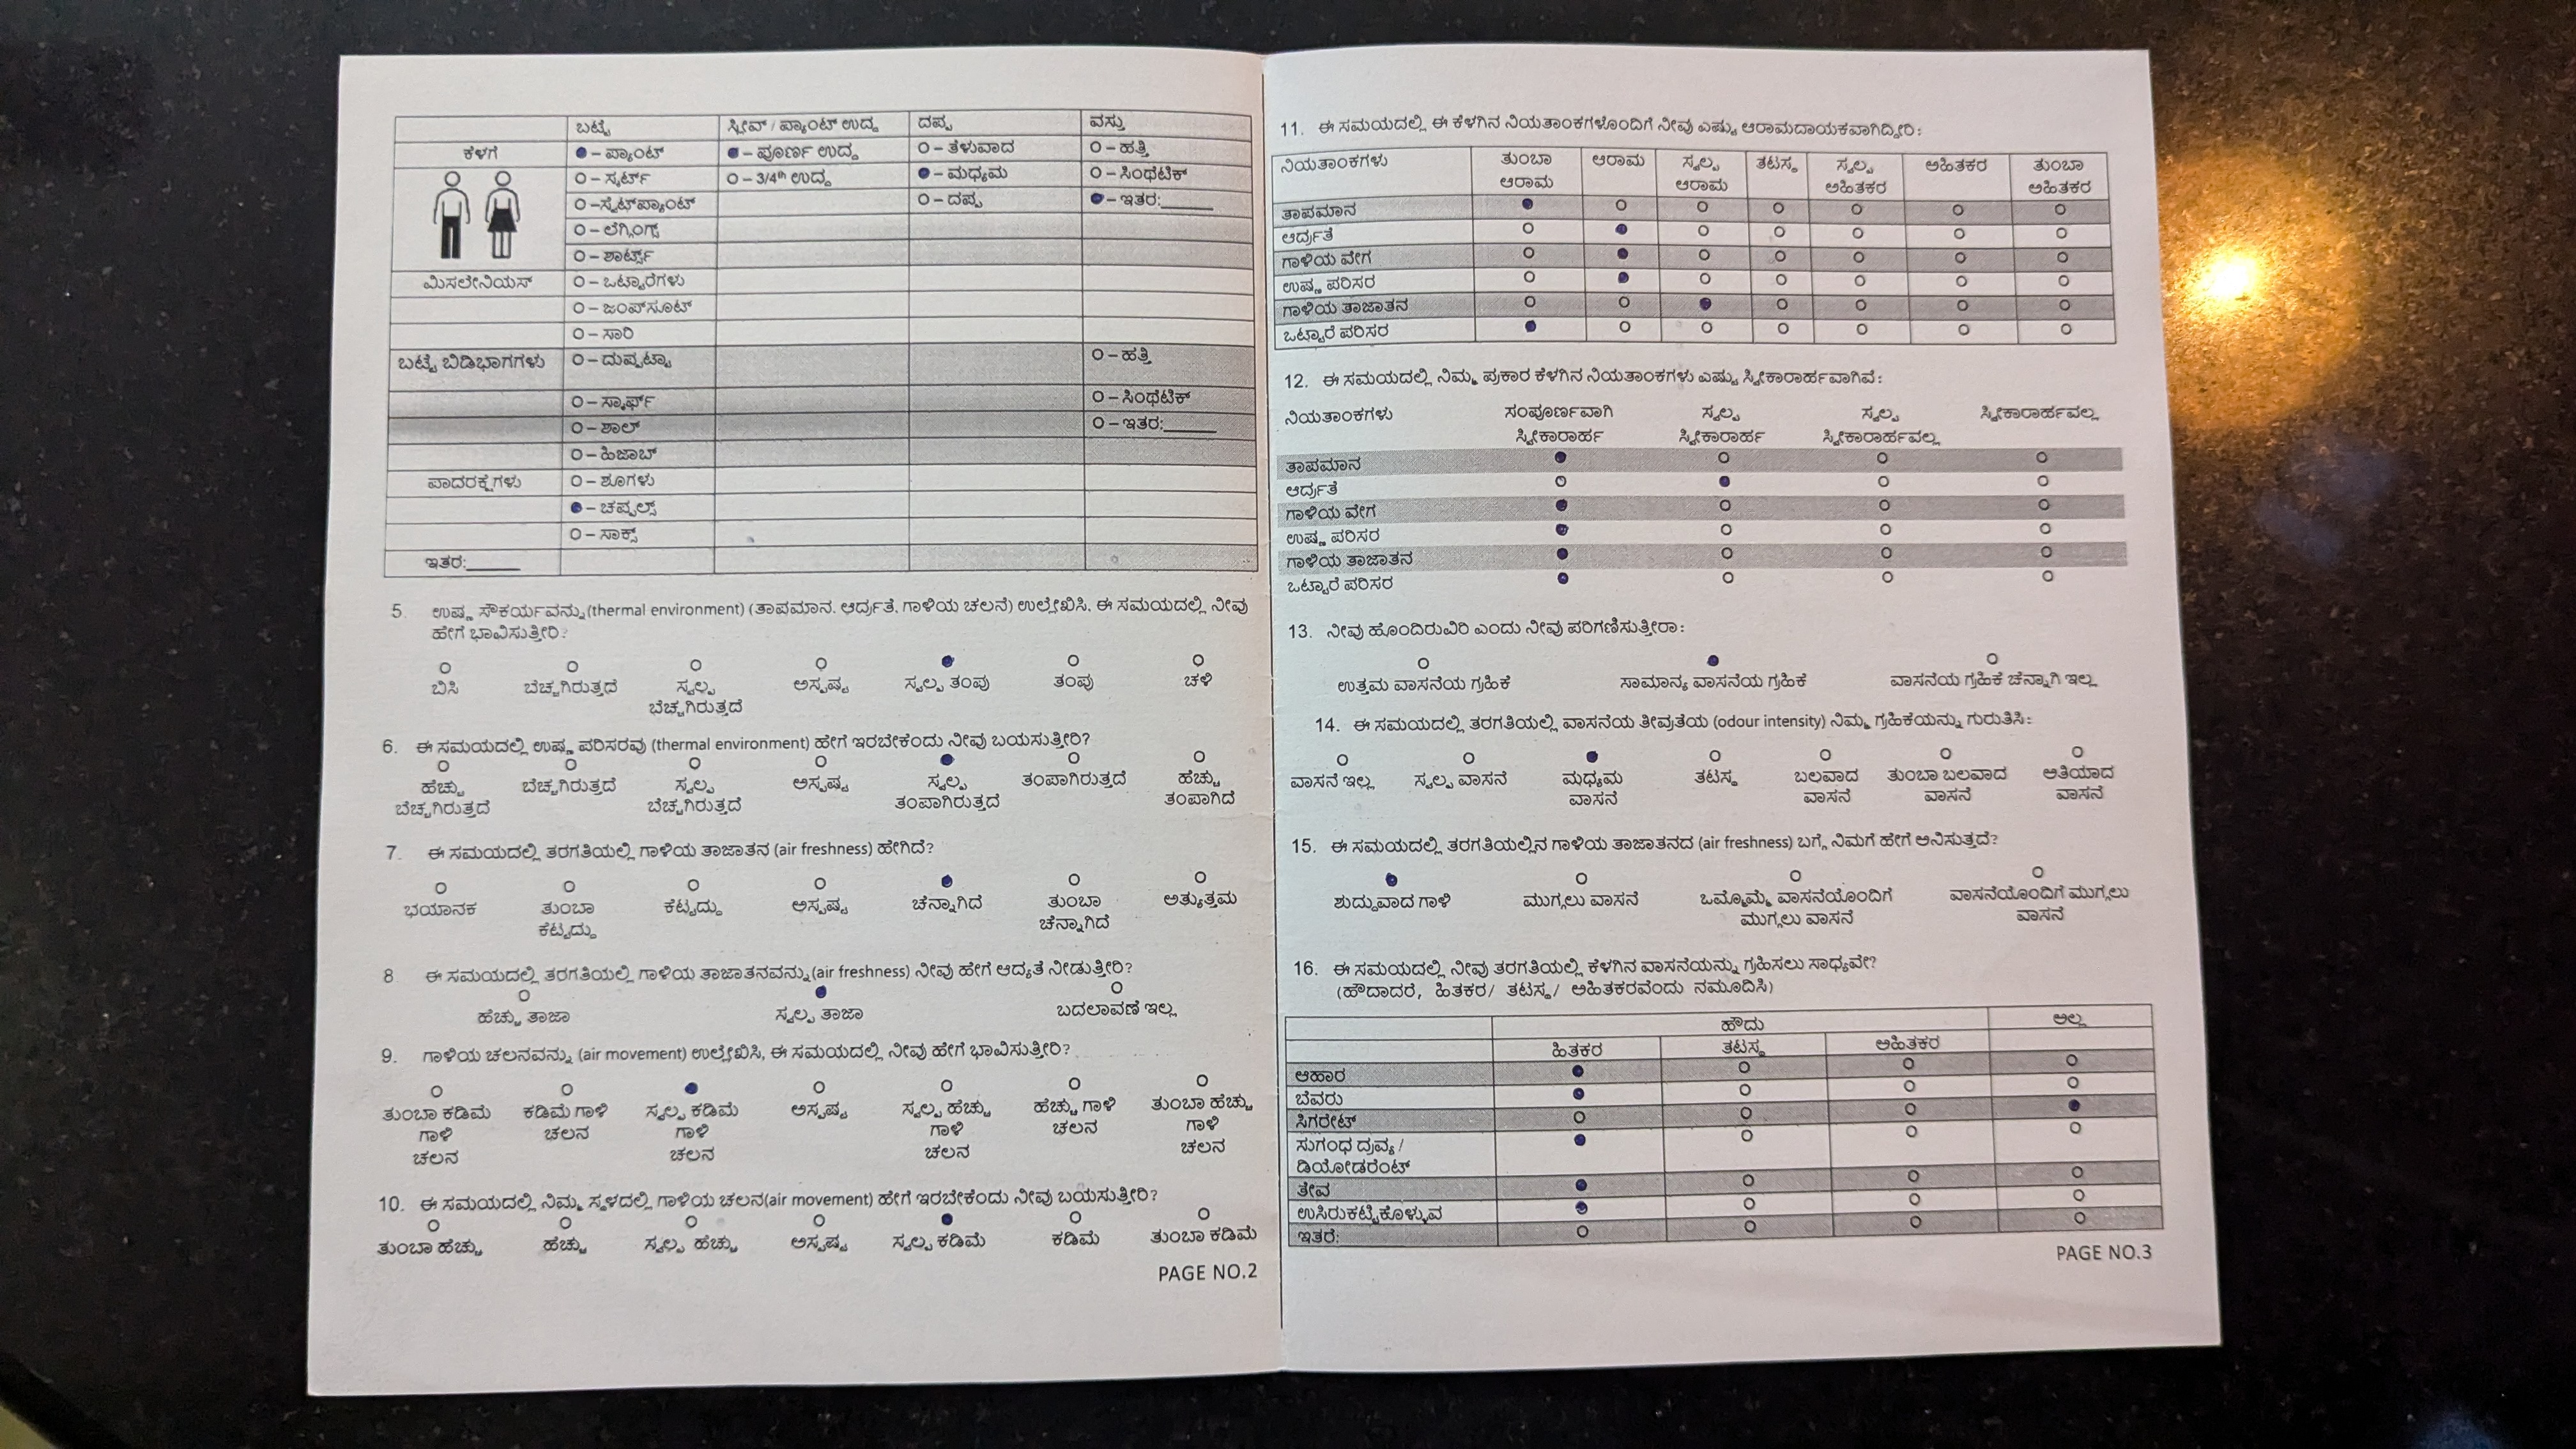 ಬಟ್ಟೆ ಸ್ಲೀವ್ / ಪ್ಯಾಂಟ್ ಉದ್ದ ದಪ್ಪ ವಸ್ತು
ಕೆಳಗೆ ●–ಪ್ಯಾಂಟ್ ●–ಪೂರ್ಣ ಉದ್ದ O–ತೆಳುವಾದ O–ಹತ್ತಿ
O–ಸ್ಕರ್ಟ್ O–3/4ᵗʰ ಉದ್ದ ●–ಮಧ್ಯಮ O–ಸಿಂಥೆಟಿಕ್
O–ಸ್ವೆಟ್‌ಪ್ಯಾಂಟ್ O–ದಪ್ಪ ●–ಇತರ:______
O–ಲೆಗ್ಗಿಂಗ್ಸ್
O–ಶಾರ್ಟ್ಸ್
ಮಿಸಲೇನಿಯಸ್ O–ಒಟ್ಟಾರೆಗಳು
O–ಜಂಪ್‌ಸೂಟ್
O–ಸಾರಿ
ಬಟ್ಟೆ ಬಿಡಿಭಾಗಗಳು O–ದುಪ್ಪಟ್ಟಾ O–ಹತ್ತಿ
O–ಸ್ಕಾರ್ಫ್ O–ಸಿಂಥೆಟಿಕ್
O–ಶಾಲ್ O–ಇತರ:______
O–ಹಿಜಾಬ್
ಪಾದರಕ್ಷೆಗಳು O–ಶೂಗಳು
●–ಚಪ್ಪಲ್ಸ್
O–ಸಾಕ್ಸ್
ಇತರ:______
5. ಉಷ್ಣ ಸೌಕರ್ಯವನ್ನು (thermal environment) (ತಾಪಮಾನ, ಆರ್ದ್ರತೆ, ಗಾಳಿಯ ಚಲನೆ) ಉಲ್ಲೇಖಿಸಿ, ಈ ಸಮಯದಲ್ಲಿ ನೀವು
ಹೇಗೆ ಭಾವಿಸುತ್ತೀರಿ?
ಬಿಸಿ ಬೆಚ್ಚಗಿರುತ್ತದೆ ಸ್ವಲ್ಪ ಅಸ್ಪಷ್ಟ ಸ್ವಲ್ಪ ತಂಪು ತಂಪು ಚಳಿ
ಬೆಚ್ಚಗಿರುತ್ತದೆ
6. ಈ ಸಮಯದಲ್ಲಿ ಉಷ್ಣ ಪರಿಸರವು (thermal environment) ಹೇಗೆ ಇರಬೇಕೆಂದು ನೀವು ಬಯಸುತ್ತೀರಿ?
ಹೆಚ್ಚು ಬೆಚ್ಚಗಿರುತ್ತದೆ ಸ್ವಲ್ಪ ಅಸ್ಪಷ್ಟ ಸ್ವಲ್ಪ ತಂಪಾಗಿರುತ್ತದೆ ಹೆಚ್ಚು
ಬೆಚ್ಚಗಿರುತ್ತದೆ ಬೆಚ್ಚಗಿರುತ್ತದೆ ತಂಪಾಗಿರುತ್ತದೆ ತಂಪಾಗಿದೆ
7. ಈ ಸಮಯದಲ್ಲಿ ತರಗತಿಯಲ್ಲಿ ಗಾಳಿಯ ತಾಜಾತನ (air freshness) ಹೇಗಿದೆ?
ಭಯಾನಕ ತುಂಬಾ ಕೆಟ್ಟದ್ದು ಅಸ್ಪಷ್ಟ ಚೆನ್ನಾಗಿದೆ ತುಂಬಾ ಅತ್ಯುತ್ತಮ
ಕೆಟ್ಟದ್ದು ಚೆನ್ನಾಗಿದೆ
8 ಈ ಸಮಯದಲ್ಲಿ ತರಗತಿಯಲ್ಲಿ ಗಾಳಿಯ ತಾಜಾತನವನ್ನು (air freshness) ನೀವು ಹೇಗೆ ಆದ್ಯತೆ ನೀಡುತ್ತೀರಿ?
ಹೆಚ್ಚು ತಾಜಾ ಸ್ವಲ್ಪ ತಾಜಾ ಬದಲಾವಣೆ ಇಲ್ಲ
9. ಗಾಳಿಯ ಚಲನವನ್ನು (air movement) ಉಲ್ಲೇಖಿಸಿ, ಈ ಸಮಯದಲ್ಲಿ ನೀವು ಹೇಗೆ ಭಾವಿಸುತ್ತೀರಿ?
ತುಂಬಾ ಕಡಿಮೆ ಕಡಿಮೆ ಗಾಳಿ ಸ್ವಲ್ಪ ಕಡಿಮೆ ಅಸ್ಪಷ್ಟ ಸ್ವಲ್ಪ ಹೆಚ್ಚು ಹೆಚ್ಚು ಗಾಳಿ ತುಂಬಾ ಹೆಚ್ಚು
ಗಾಳಿ ಚಲನ ಗಾಳಿ ಗಾಳಿ ಚಲನ ಗಾಳಿ
ಚಲನ ಚಲನ ಚಲನ ಚಲನ
10. ಈ ಸಮಯದಲ್ಲಿ ನಿಮ್ಮ ಸ್ಥಳದಲ್ಲಿ ಗಾಳಿಯ ಚಲನ(air movement) ಹೇಗೆ ಇರಬೇಕೆಂದು ನೀವು ಬಯಸುತ್ತೀರಿ?
ತುಂಬಾ ಹೆಚ್ಚು ಹೆಚ್ಚು ಸ್ವಲ್ಪ ಹೆಚ್ಚು ಅಸ್ಪಷ್ಟ ಸ್ವಲ್ಪ ಕಡಿಮೆ ಕಡಿಮೆ ತುಂಬಾ ಕಡಿಮೆ
PAGE NO.2
11. ಈ ಸಮಯದಲ್ಲಿ ಈ ಕೆಳಗಿನ ನಿಯತಾಂಕಗಳೊಂದಿಗೆ ನೀವು ಎಷ್ಟು ಆರಾಮದಾಯಕವಾಗಿದ್ದೀರಿ:
ನಿಯತಾಂಕಗಳು ತುಂಬಾ ಆರಾಮ ಸ್ವಲ್ಪ ತಟಸ್ಥ ಸ್ವಲ್ಪ ಅಹಿತಕರ ತುಂಬಾ
ಆರಾಮ ಆರಾಮ ಅಹಿತಕರ ಅಹಿತಕರ
ತಾಪಮಾನ
ಆರ್ದ್ರತೆ
ಗಾಳಿಯ ವೇಗ
ಉಷ್ಣ ಪರಿಸರ
ಗಾಳಿಯ ತಾಜಾತನ
ಒಟ್ಟಾರೆ ಪರಿಸರ
12. ಈ ಸಮಯದಲ್ಲಿ ನಿಮ್ಮ ಪ್ರಕಾರ ಕೆಳಗಿನ ನಿಯತಾಂಕಗಳು ಎಷ್ಟು ಸ್ವೀಕಾರಾರ್ಹವಾಗಿವೆ:
ನಿಯತಾಂಕಗಳು ಸಂಪೂರ್ಣವಾಗಿ ಸ್ವಲ್ಪ ಸ್ವಲ್ಪ ಸ್ವೀಕಾರಾರ್ಹವಲ್ಲ
ಸ್ವೀಕಾರಾರ್ಹ ಸ್ವೀಕಾರಾರ್ಹ ಸ್ವೀಕಾರಾರ್ಹವಲ್ಲ
ತಾಪಮಾನ
ಆರ್ದ್ರತೆ
ಗಾಳಿಯ ವೇಗ
ಉಷ್ಣ ಪರಿಸರ
ಗಾಳಿಯ ತಾಜಾತನ
ಒಟ್ಟಾರೆ ಪರಿಸರ
13. ನೀವು ಹೊಂದಿರುವಿರಿ ಎಂದು ನೀವು ಪರಿಗಣಿಸುತ್ತೀರಾ:
ಉತ್ತಮ ವಾಸನೆಯ ಗ್ರಹಿಕೆ ಸಾಮಾನ್ಯ ವಾಸನೆಯ ಗ್ರಹಿಕೆ ವಾಸನೆಯ ಗ್ರಹಿಕೆ ಚೆನ್ನಾಗಿ ಇಲ್ಲ
14. ಈ ಸಮಯದಲ್ಲಿ ತರಗತಿಯಲ್ಲಿ ವಾಸನೆಯ ತೀವ್ರತೆಯ (odour intensity) ನಿಮ್ಮ ಗ್ರಹಿಕೆಯನ್ನು ಗುರುತಿಸಿ:
ವಾಸನೆ ಇಲ್ಲ ಸ್ವಲ್ಪ ವಾಸನೆ ಮಧ್ಯಮ ತಟಸ್ಥ ಬಲವಾದ ತುಂಬಾ ಬಲವಾದ ಅತಿಯಾದ
ವಾಸನೆ ವಾಸನೆ ವಾಸನೆ ವಾಸನೆ
15. ಈ ಸಮಯದಲ್ಲಿ ತರಗತಿಯಲ್ಲಿನ ಗಾಳಿಯ ತಾಜಾತನದ (air freshness) ಬಗ್ಗೆ ನಿಮಗೆ ಹೇಗೆ ಅನಿಸುತ್ತದೆ?
ಶುದ್ದುವಾದ ಗಾಳಿ ಮುಗ್ಗಲು ವಾಸನೆ ಒಮ್ಮೊಮ್ಮೆ ವಾಸನೆಯೊಂದಿಗೆ ವಾಸನೆಯೊಂದಿಗೆ ಮುಗ್ಗಲು
ಮುಗ್ಗಲು ವಾಸನೆ ವಾಸನೆ
16. ಈ ಸಮಯದಲ್ಲಿ ನೀವು ತರಗತಿಯಲ್ಲಿ ಕೆಳಗಿನ ವಾಸನೆಯನ್ನು ಗ್ರಹಿಸಲು ಸಾಧ್ಯವೇ?
(ಹೌದಾದರೆ, ಹಿತಕರ/ ತಟಸ್ಥ/ ಅಹಿತಕರವೆಂದು ನಮೂದಿಸಿ)
ಹೌದು ಅಲ್ಲ
ಹಿತಕರ ತಟಸ್ಥ ಅಹಿತಕರ
ಆಹಾರ
ಬೆವರು
ಸಿಗರೇಟ್
ಸುಗಂಧ ದ್ರವ್ಯ/
ಡಿಯೋಡರೆಂಟ್
ತೇವ
ಉಸಿರುಕಟ್ಟಿಕೊಳ್ಳುವ
ಇತರೆ:
PAGE NO.3